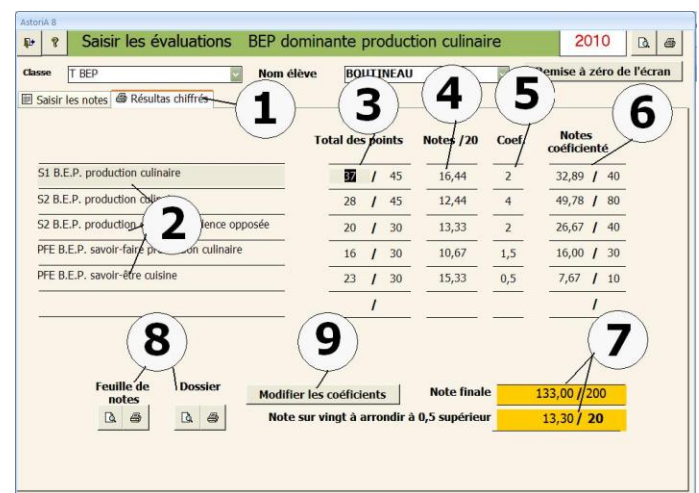 AstoriA 8
Saisir les évaluations BEP dominante production culinaire 2010
Classe T BEP Nom élève BOUTINEAU Remise à zéro de l'écran
Saisir les notes Résultas chiffrés
1 2 3 4 5 6 7 8 9
Total des points Notes /20 Coef. Notes
coéficienté
S1 B.E.P. production culinaire 37 / 45 16,44 2 32,89 / 40
S2 B.E.P. production 28 / 45 12,44 4 49,78 / 80
S2 B.E.P. production opposée 20 / 30 13,33 2 26,67 / 40
PFE B.E.P. savoir-faire culinaire 16 / 30 10,67 1,5 16,00 / 30
PFE B.E.P. savoir-être cuisine 23 / 30 15,33 0,5 7,67 / 10
/ /
Feuille de
notes Dossier Modifier les coéficients Note finale 133,00 / 200
Note sur vingt à arrondir à 0,5 supérieur 13,30 / 20